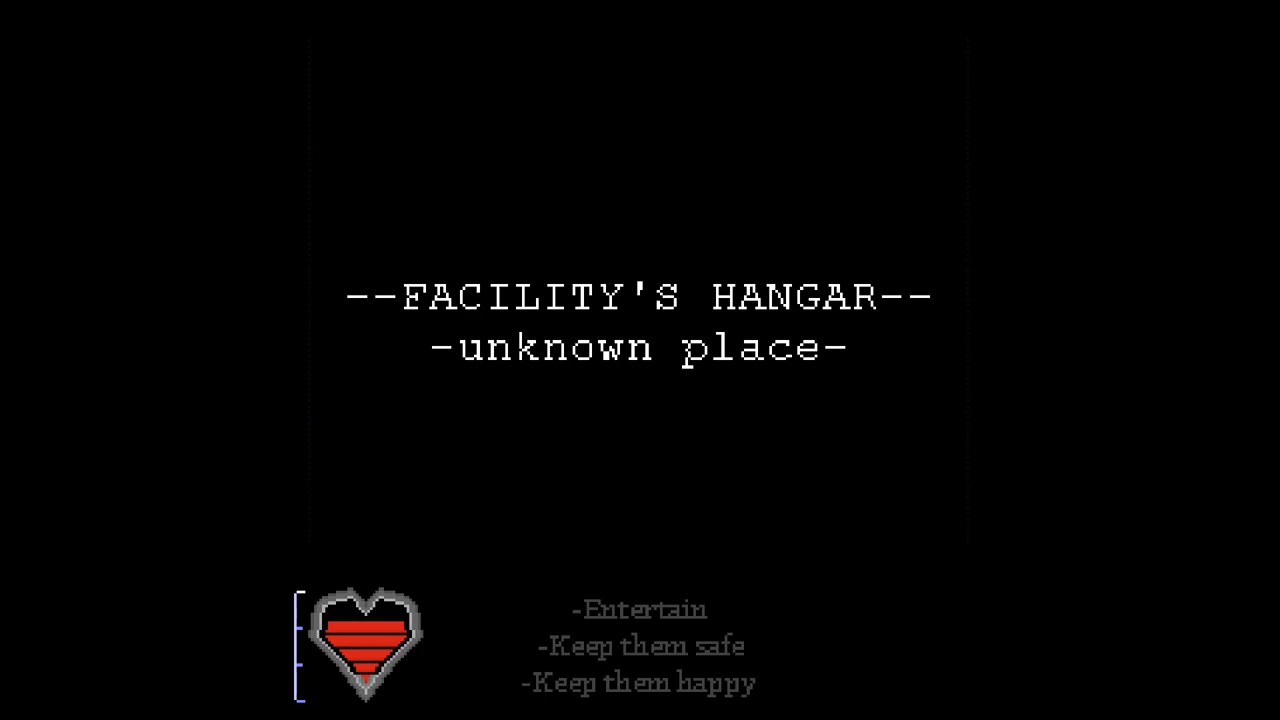 --FACILITY'S HANGAR--
-unknown place-
-Entertain
-Keep them safe
-Keep them happy